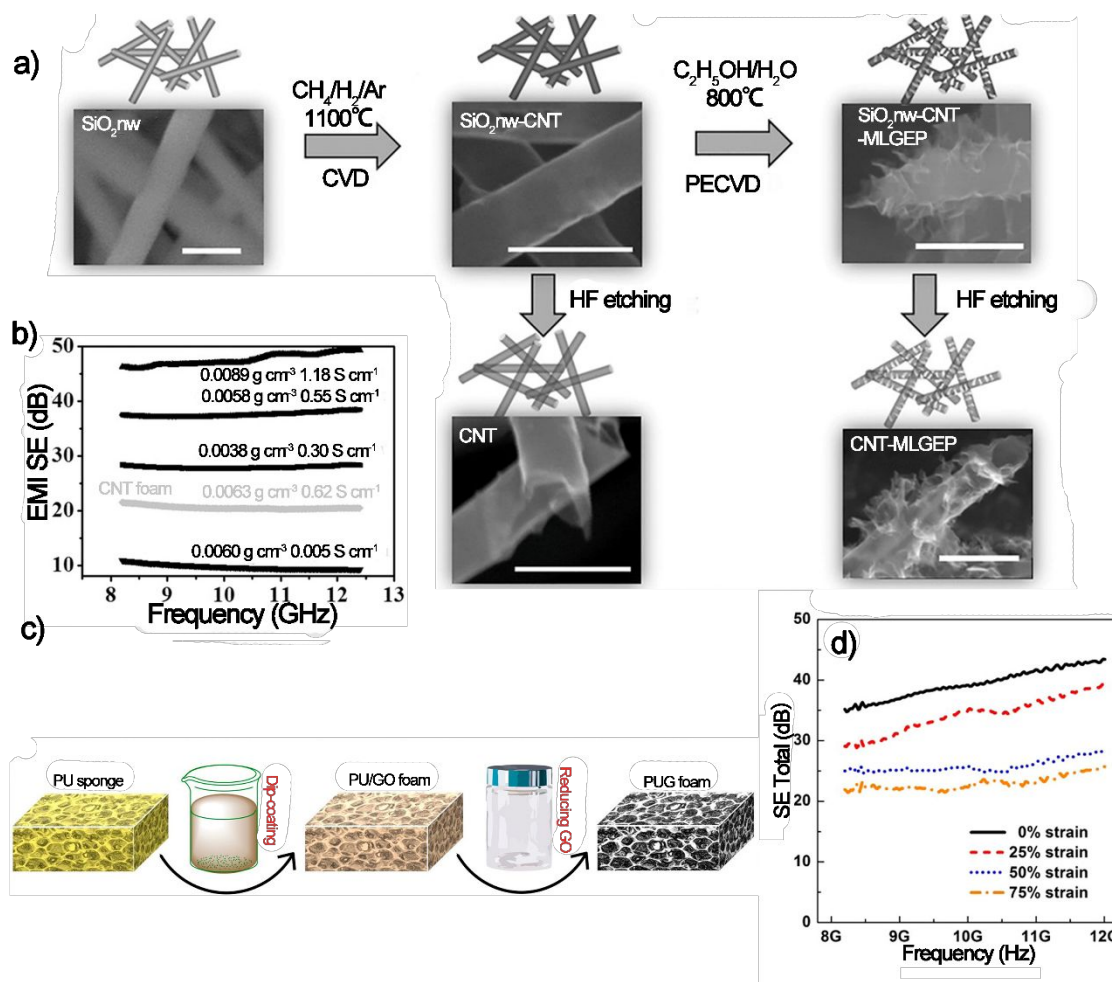 a)
SiO₂nw
CH₄/H₂/Ar
1100℃
CVD
SiO₂nw-CNT
C₂H₅OH/H₂O
800℃
PECVD
SiO₂nw-CNT
-MLGEP
HF etching
HF etching
CNT
CNT-MLGEP
b)
EMI SE (dB)
50
40
30
20
10
0.0089 g cm⁻³ 1.18 S cm⁻¹
0.0058 g cm⁻³ 0.55 S cm⁻¹
0.0038 g cm⁻³ 0.30 S cm⁻¹
CNT foam 0.0063 g cm⁻³ 0.62 S cm⁻¹
0.0060 g cm⁻³ 0.005 S cm⁻¹
8 9 10 11 12 13
Frequency (GHz)
c)
PU sponge
Dip-coating
PU/GO foam
Reducing GO
PUG foam
d)
SE Total (dB)
50
40
30
20
10
0
0% strain
25% strain
50% strain
75% strain
8G 9G 10G 11G 12G
Frequency (Hz)